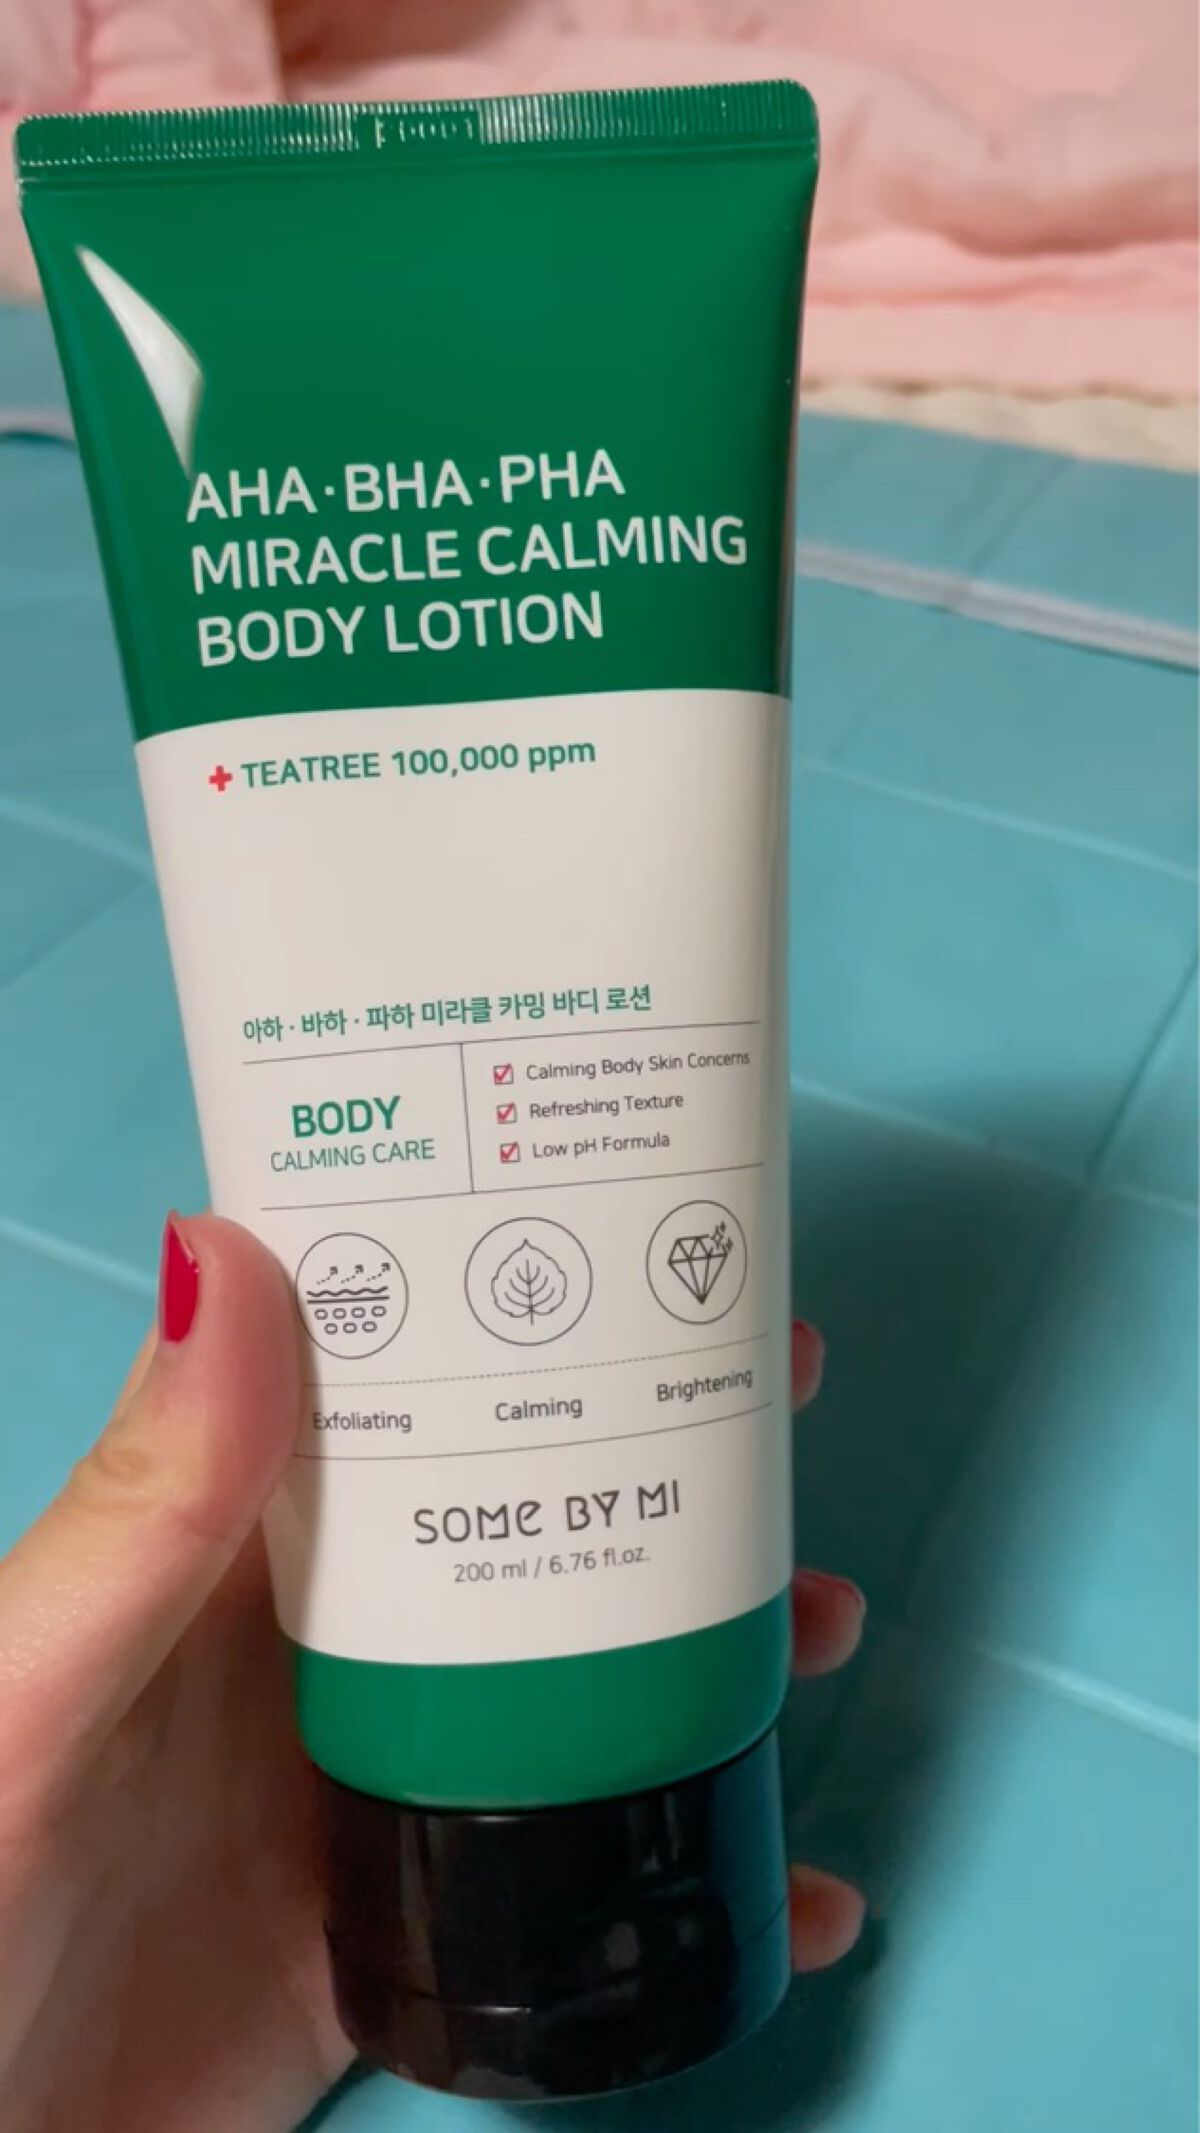 AHA·BHA·PHA
MIRACLE CALMING
BODY LOTION
TEATREE 100,000 ppm
아하·바하·파하 미라클 카밍 바디 로션
BODY
CALMING CARE
Calming Body Skin Concerns
Refreshing Texture
Low pH Formula
Exfoliating
Calming
Brightening
SOME BY MI
200 ml / 6.76 fl.oz.